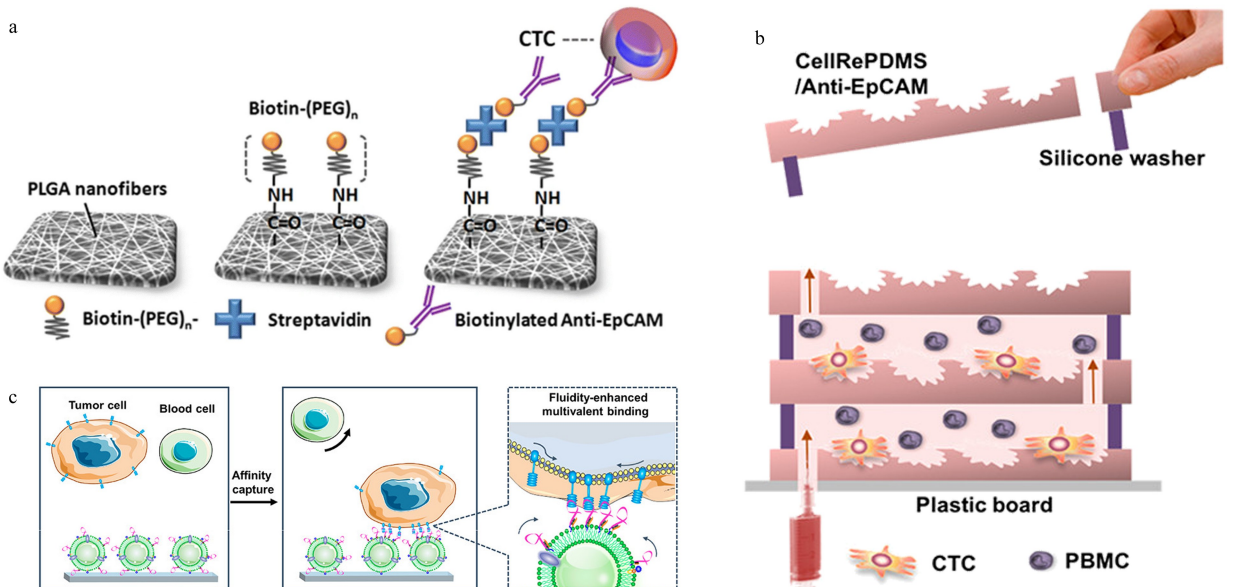 a
CTC
Biotin-(PEG)n
PLGA nanofibers
NH
NH
C=O
C=O
NH
NH
C=O
C=O
Biotin-(PEG)n-
Streptavidin
Biotinylated Anti-EpCAM
b
CellRePDMS
/Anti-EpCAM
Silicone washer
Plastic board
CTC
PBMC
c
Tumor cell
Blood cell
Affinity
capture
Fluidity-enhanced
multivalent binding